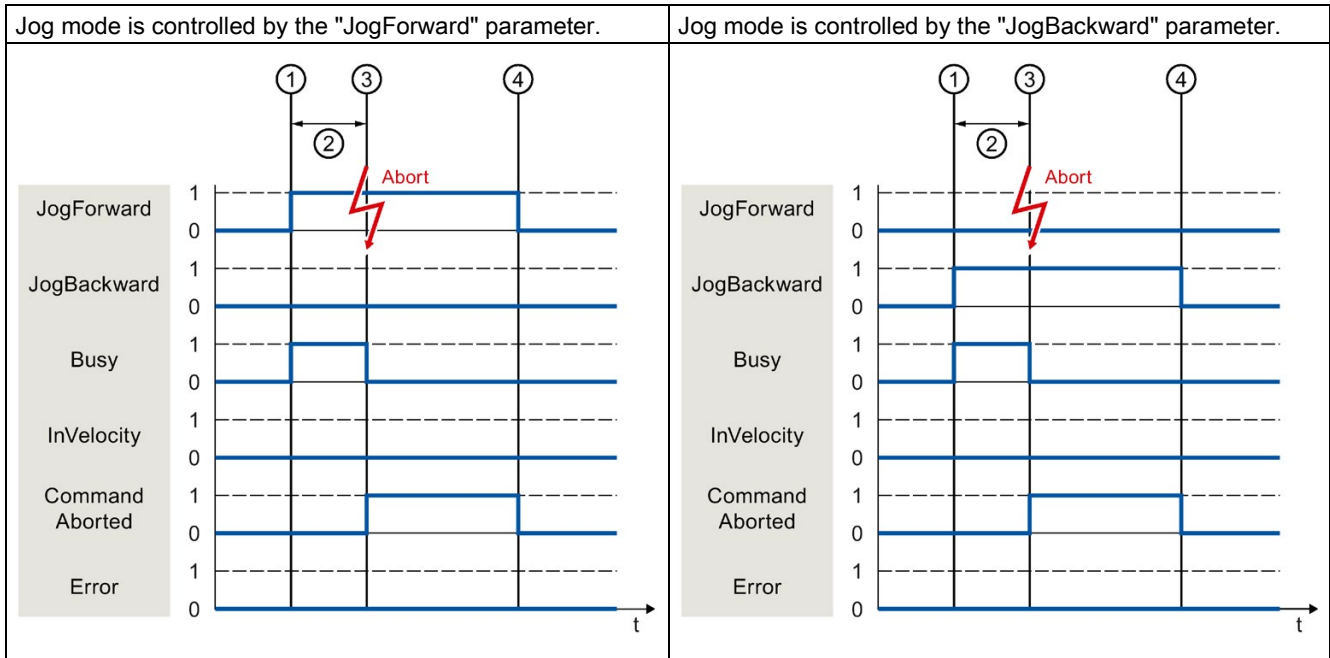 Jog mode is controlled by the "JogForward" parameter.
① ③ ④
②
Abort
JogForward 1
0
JogBackward 1
0
Busy 1
0
InVelocity 1
0
Command 1
Aborted 0
Error 1
0
t
Jog mode is controlled by the "JogBackward" parameter.
① ③ ④
②
Abort
JogForward 1
0
JogBackward 1
0
Busy 1
0
InVelocity 1
0
Command 1
Aborted 0
Error 1
0
t